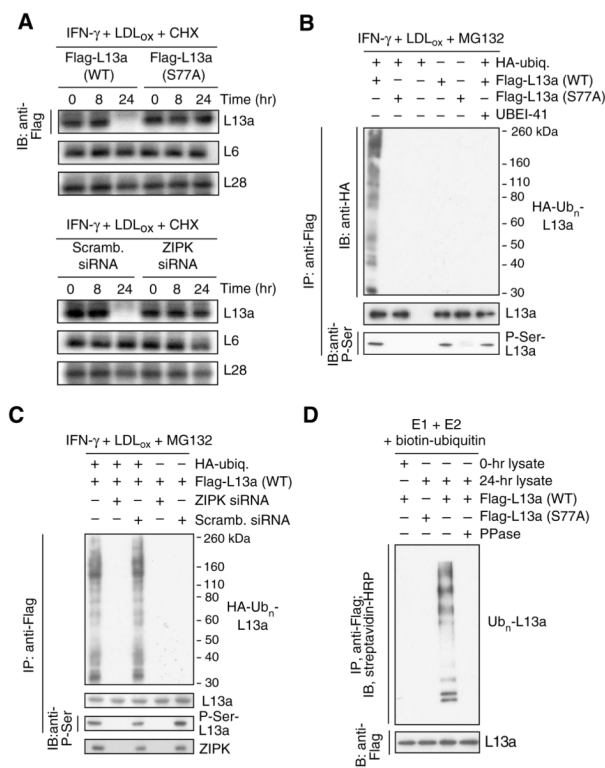 A
IFN-γ + LDLox + CHX
Flag-L13a (WT) Flag-L13a (S77A)
0 8 24 0 8 24 Time (hr)
IB: anti-Flag
L13a
L6
L28
IFN-γ + LDLox + CHX
Scramb. siRNA ZIPK siRNA
0 8 24 0 8 24 Time (hr)
L13a
L6
L28
B
IFN-γ + LDLox + MG132
+ + + − − + HA-ubiq.
+ − − + − + Flag-L13a (WT)
− + − − + − Flag-L13a (S77A)
− − − − − + UBEI-41
IP: anti-Flag
IB: anti-HA
260 kDa
160
110
80
60
50
40
30
HA-Ubn-L13a
L13a
IB:anti-P-Ser
P-Ser-L13a
C
IFN-γ + LDLox + MG132
+ + + − − HA-ubiq.
+ + + + + Flag-L13a (WT)
− + − + − ZIPK siRNA
− − + − + Scramb. siRNA
IP: anti-Flag
260 kDa
160
110
80
60
50
40
30
HA-Ubn-L13a
L13a
IB:anti-P-Ser
P-Ser-L13a
ZIPK
D
E1 + E2
+ biotin-ubiquitin
+ − − − 0-hr lysate
− + + + 24-hr lysate
+ − + + Flag-L13a (WT)
− + − − Flag-L13a (S77A)
− − − + PPase
IP, anti-Flag;
IB, streptavidin-HRP
Ubn-L13a
B: anti-Flag
L13a